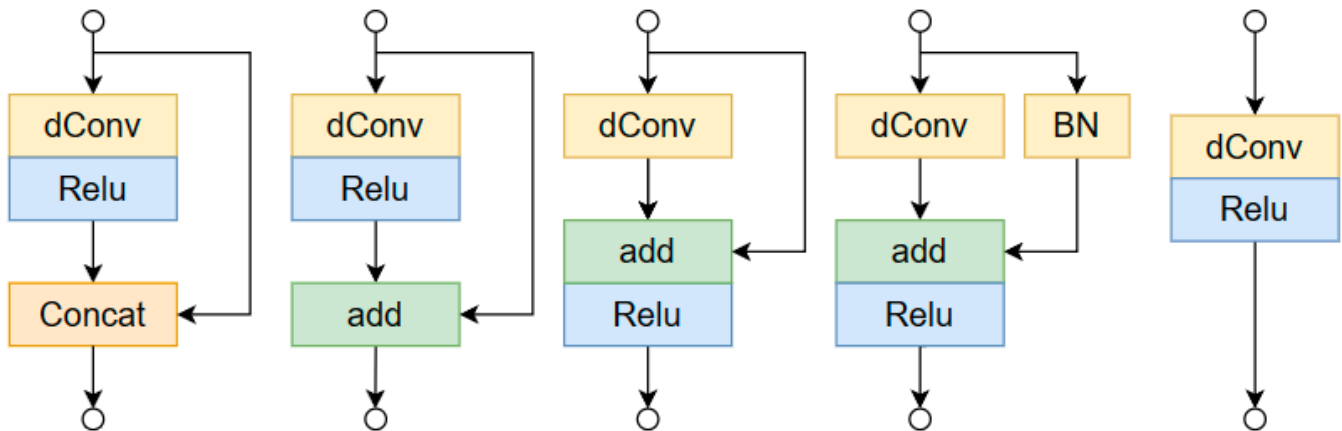 dConv
Relu
Concat
dConv
Relu
add
dConv
add
Relu
dConv
BN
add
Relu
dConv
Relu